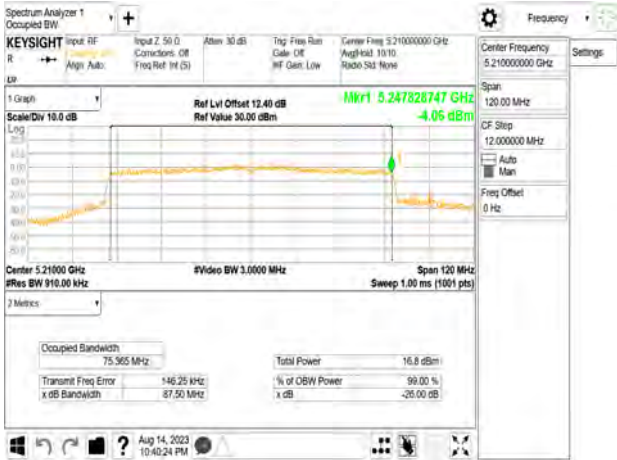 Spectrum Analyzer 1
Occupied BW
+
Frequency
KEYSIGHT
R
Input: RF
Align: Auto
Input Z: 50 Ω
Corrections: Off
Freq Ref: Int (S)
Atten: 30 dB
Trig: Free Run
Gate: Off
#IF Gain: Low
Center Freq: 5.210000000 GHz
Avg|Hold: 10/10
Radio Std: None
1 Graph
Scale/Div 10.0 dB
Log
Ref Lvl Offset 12.40 dB
Ref Value 30.00 dBm
Mkr1 5.247828747 GHz
-4.06 dBm
Center 5.21000 GHz
#Res BW 910.00 kHz
#Video BW 3.0000 MHz
Span 120 MHz
Sweep 1.00 ms (1001 pts)
2 Metrics
Occupied Bandwidth
75.365 MHz
Transmit Freq Error 146.25 kHz
x dB Bandwidth 87.50 MHz
Total Power 16.8 dBm
% of OBW Power 99.00 %
x dB -26.00 dB
Aug 14, 2023
10:40:24 PM
Center Frequency
5.210000000 GHz
Settings
Span
120.00 MHz
CF Step
12.000000 MHz
Auto
Man
Freq Offset
0 Hz